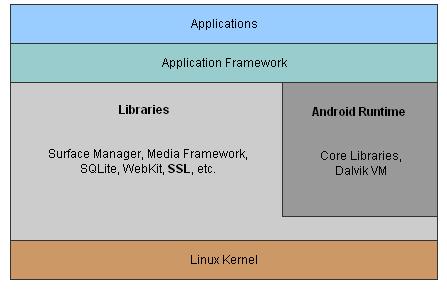 Applications
Application Framework
Libraries
Surface Manager, Media Framework,
SQLite, WebKit, SSL, etc.
Android Runtime
Core Libraries,
Dalvik VM
Linux Kernel